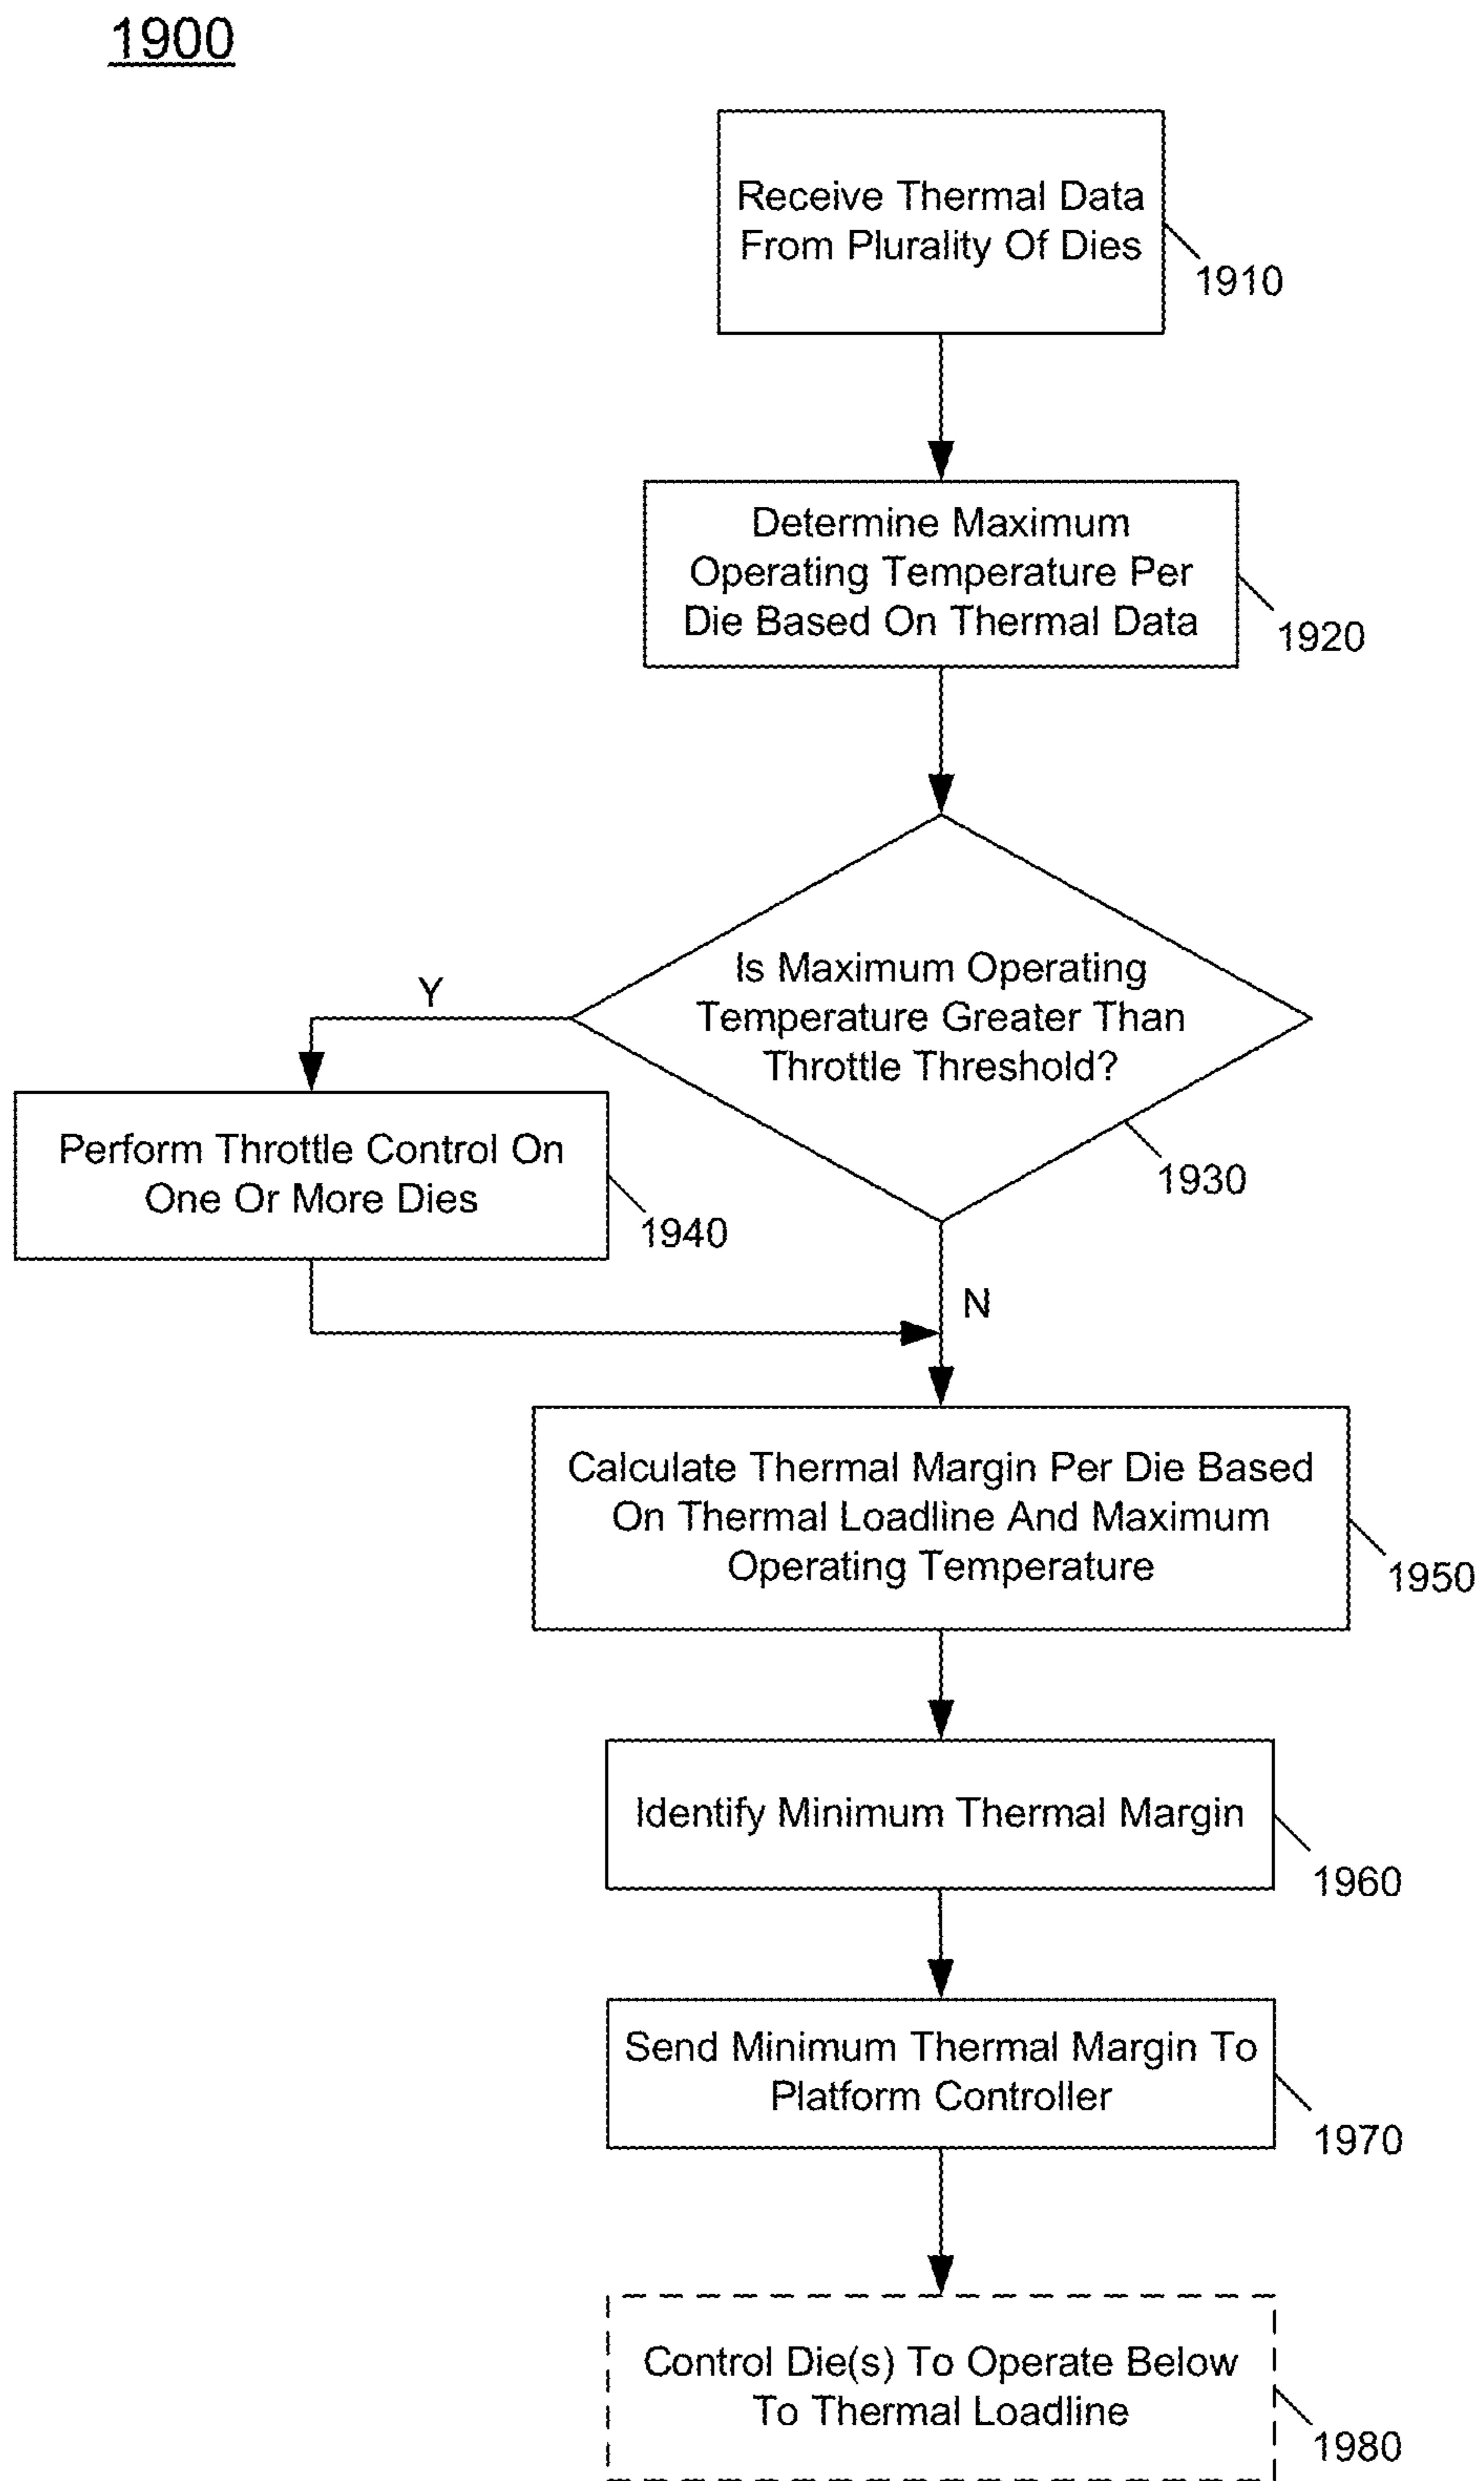 1900
Receive Thermal Data
From Plurality Of Dies
1910
Determine Maximum
Operating Temperature Per
Die Based On Thermal Data
1920
Is Maximum Operating
Temperature Greater Than
Throttle Threshold?
1930
Y
Perform Throttle Control On
One Or More Dies
1940
N
Calculate Thermal Margin Per Die Based
On Thermal Loadline And Maximum
Operating Temperature
1950
Identify Minimum Thermal Margin
1960
Send Minimum Thermal Margin To
Platform Controller
1970
Control Die(s) To Operate Below
To Thermal Loadline
1980